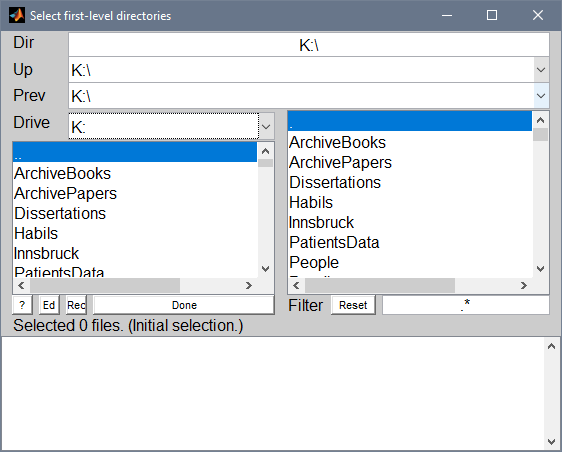 Select first-level directories
Dir K:\
Up K:\
Prev K:\
Drive K:
..
ArchiveBooks
ArchivePapers
Dissertations
Habils
Innsbruck
PatientsData
.
ArchiveBooks
ArchivePapers
Dissertations
Habils
Innsbruck
PatientsData
People
? Ed Rec Done
Filter Reset .*
Selected 0 files. (Initial selection.)